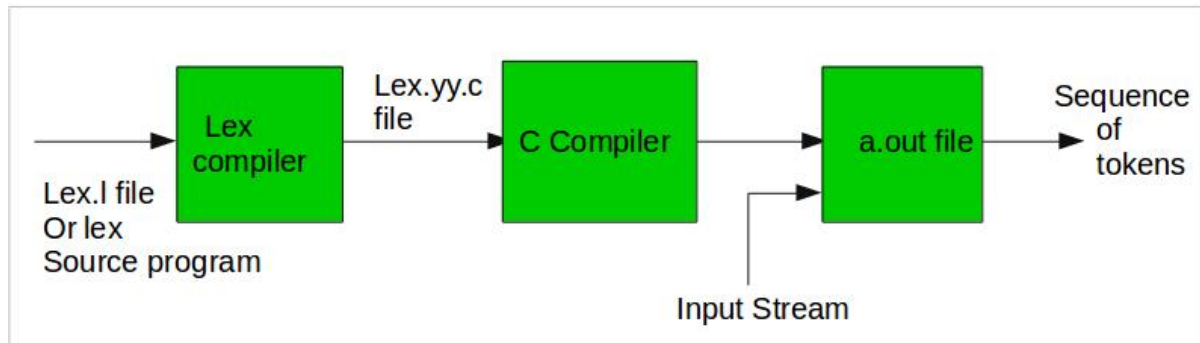 Lex.l file
Or lex
Source program
Lex
compiler
Lex.yy.c
file
C Compiler
a.out file
Input Stream
Sequence
of
tokens